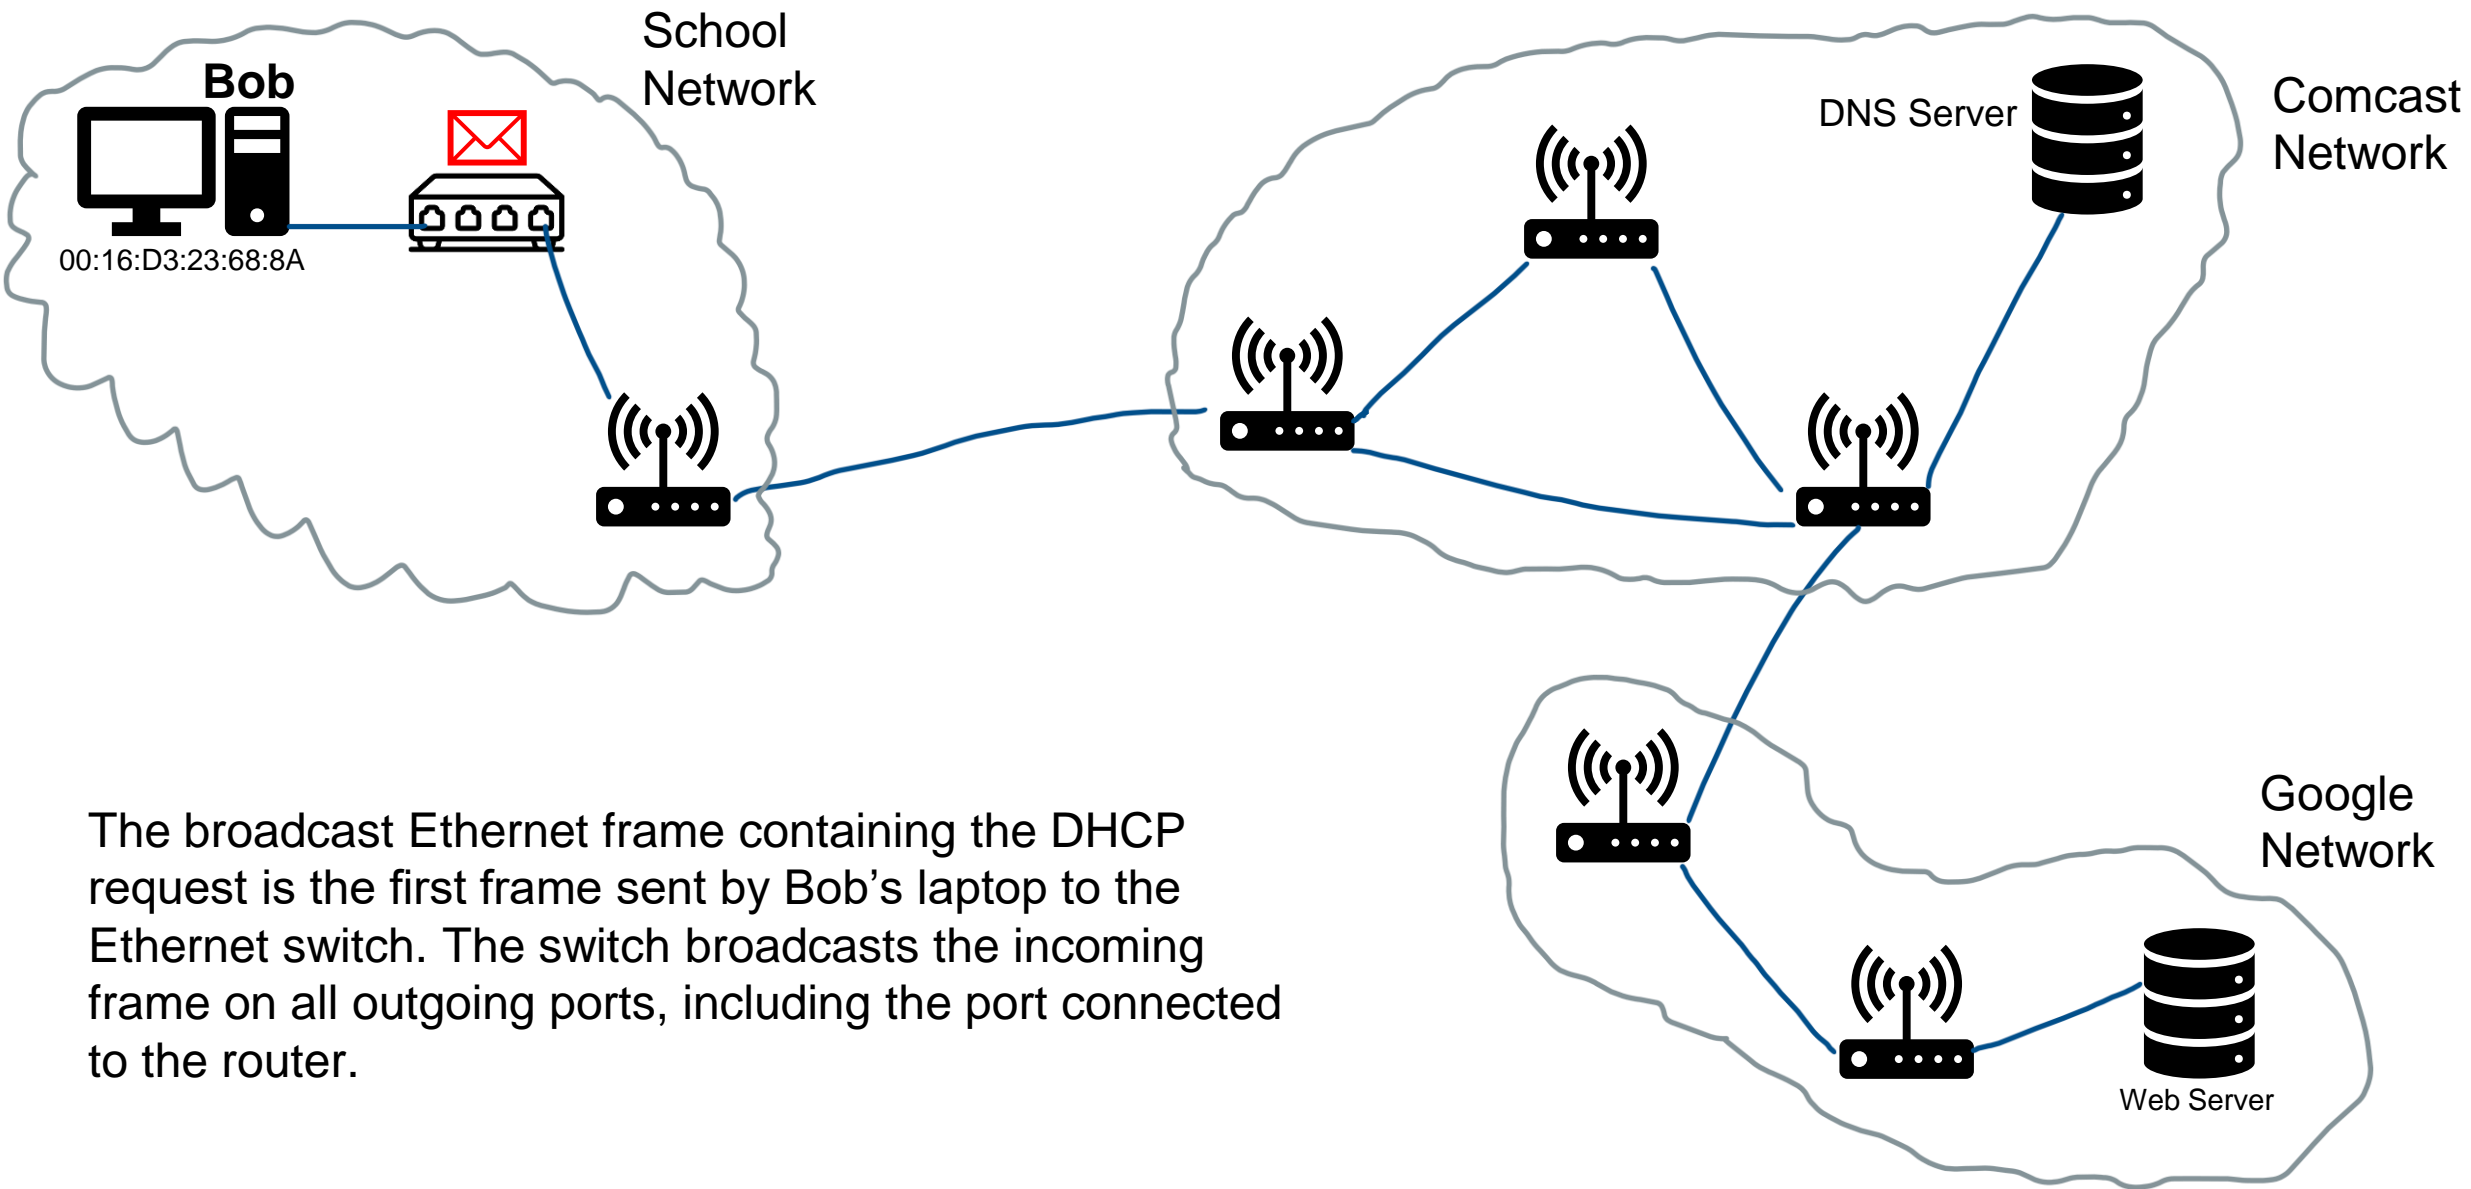 School
Network
Bob
00:16:D3:23:68:8A
DNS Server
Comcast
Network
The broadcast Ethernet frame containing the DHCP
request is the first frame sent by Bob’s laptop to the
Ethernet switch. The switch broadcasts the incoming
frame on all outgoing ports, including the port connected
to the router.
Google
Network
Web Server